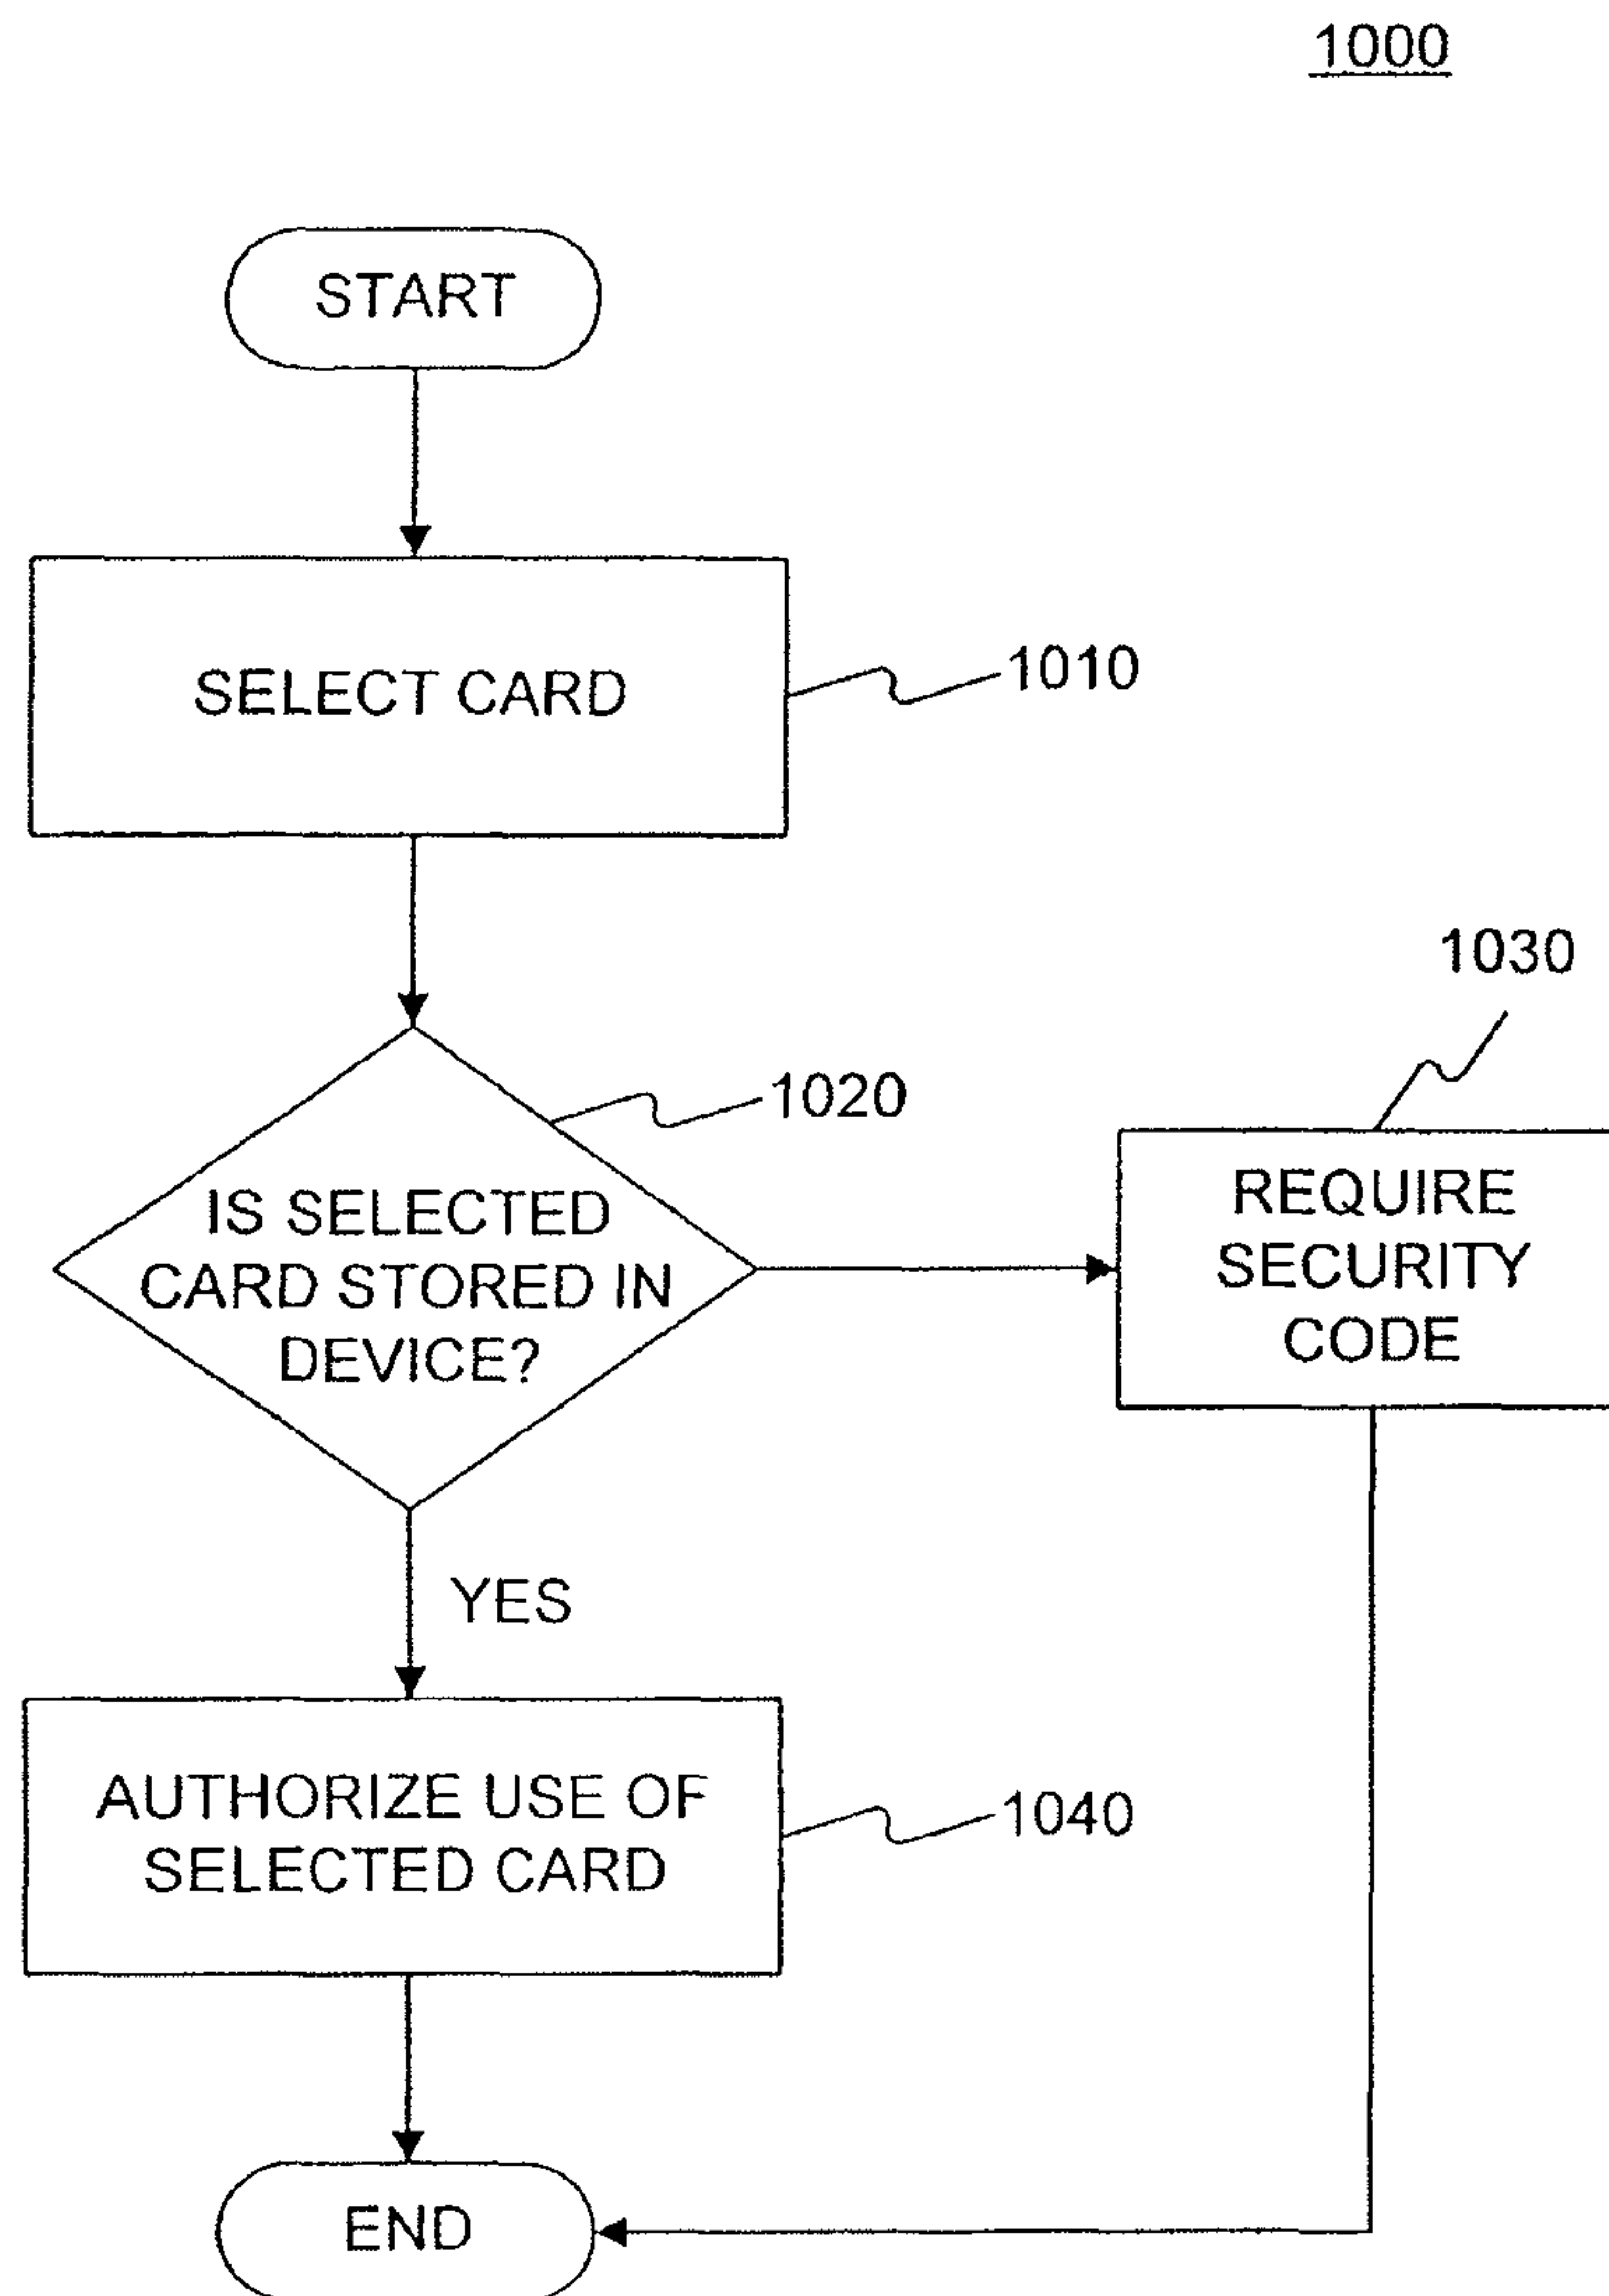 1000
START
SELECT CARD
1010
1030
1020
IS SELECTED
CARD STORED IN
DEVICE?
REQUIRE
SECURITY
CODE
YES
AUTHORIZE USE OF
SELECTED CARD
1040
END